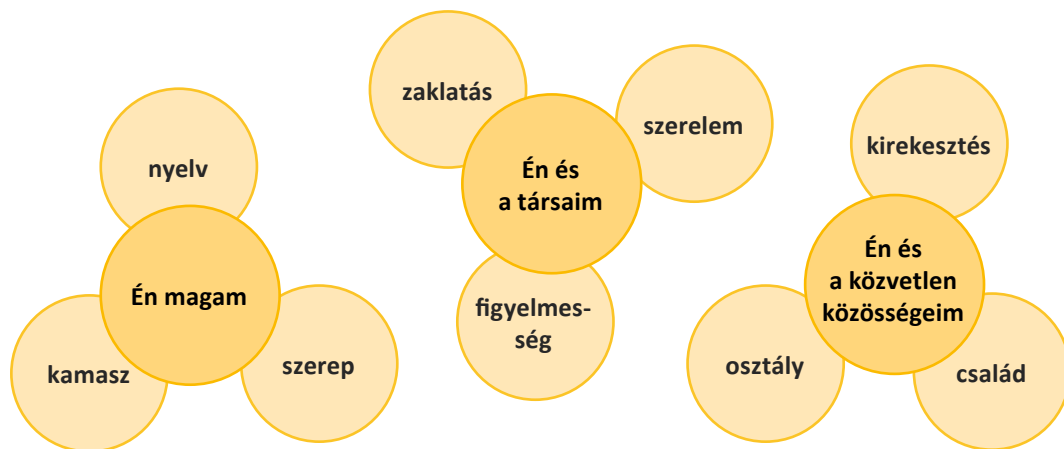 nyelv
Én magam
kamasz
szerep
zaklatás
szerelem
Én és
a társaim
figyelmes-
ség
kirekesztés
Én és
a közvetlen
közösségeim
osztály
család